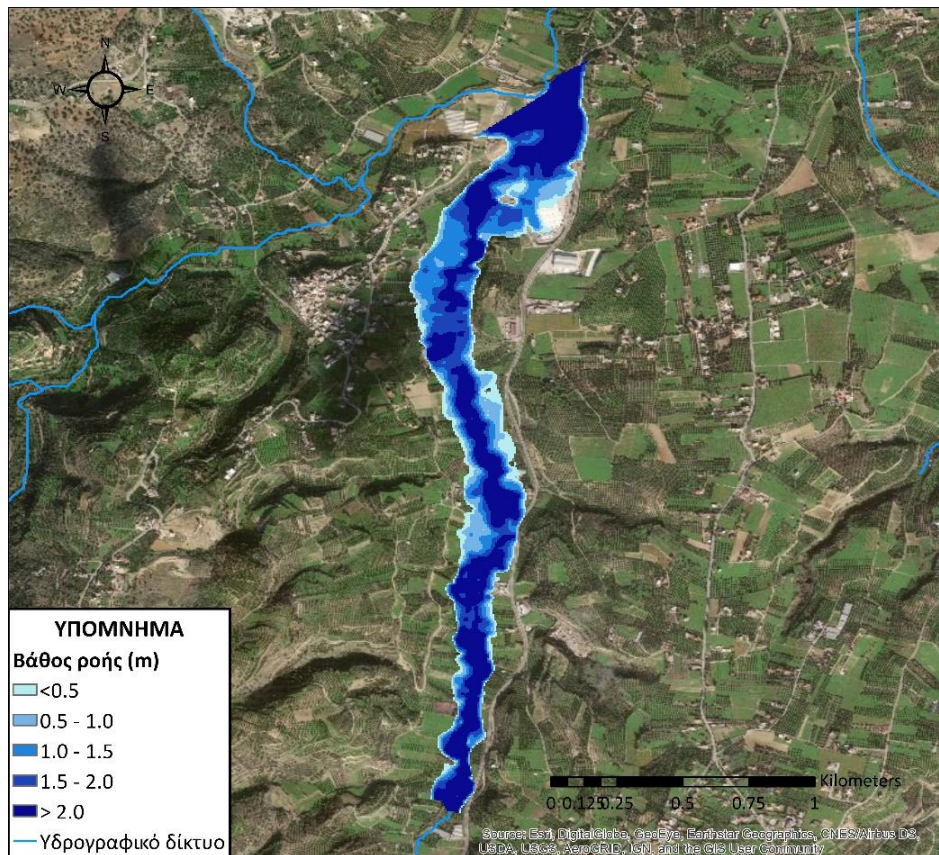 N
W E
S
ΥΠΟΜΝΗΜΑ
Βάθος ροής (m)
<0.5
0.5 - 1.0
1.0 - 1.5
1.5 - 2.0
> 2.0
Υδρογραφικό δίκτυο
Kilometers
0 0.125 0.25 0.5 0.75 1
Source: Esri, DigitalGlobe, GeoEye, Earthstar Geographics, CNES/Airbus DS,
USDA, USGS, AeroGRID, IGN, and the GIS User Community